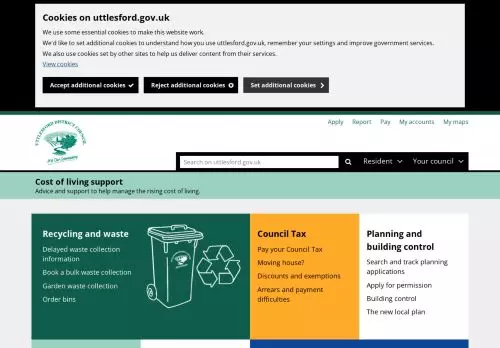 Cookies on uttlesford.gov.uk
We use some essential cookies to make this website work.
We'd like to set additional cookies to understand how you use uttlesford.gov.uk, remember your settings and improve government services.
We also use cookies set by other sites to help us deliver content from their services.
View cookies
Accept additional cookies
Reject additional cookies
Set additional cookies
Apply Report Pay My accounts My maps
UTTLESFORD DISTRICT COUNCIL
Search on uttlesford.gov.uk
Resident
Your council
Cost of living support
Advice and support to help manage the rising cost of living.
Recycling and waste
Delayed waste collection
information
Book a bulk waste collection
Garden waste collection
Order bins
Council Tax
Pay your Council Tax
Moving house?
Discounts and exemptions
Arrears and payment
difficulties
Planning and
building control
Search and track planning
applications
Apply for permission
Building control
The new local plan